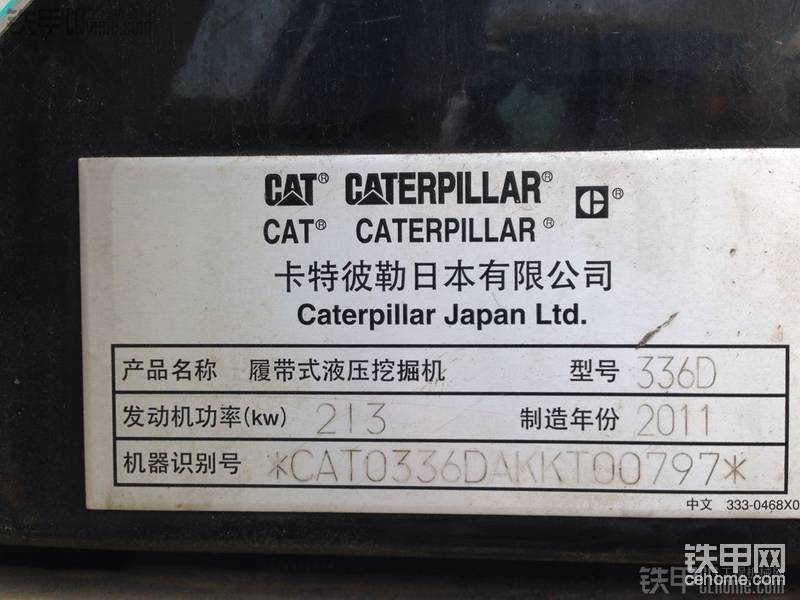 铁甲网
cehome.com
CAT® CATERPILLAR® ®
CAT® CATERPILLAR®
卡特彼勒日本有限公司
Caterpillar Japan Ltd.
产品名称 履带式液压挖掘机 型号 336D
发动机功率(kw) 213 制造年份 2011
机器识别号 *CAT0336DAKKT00797*
中文 333-0468X0
铁甲网
cehome.com